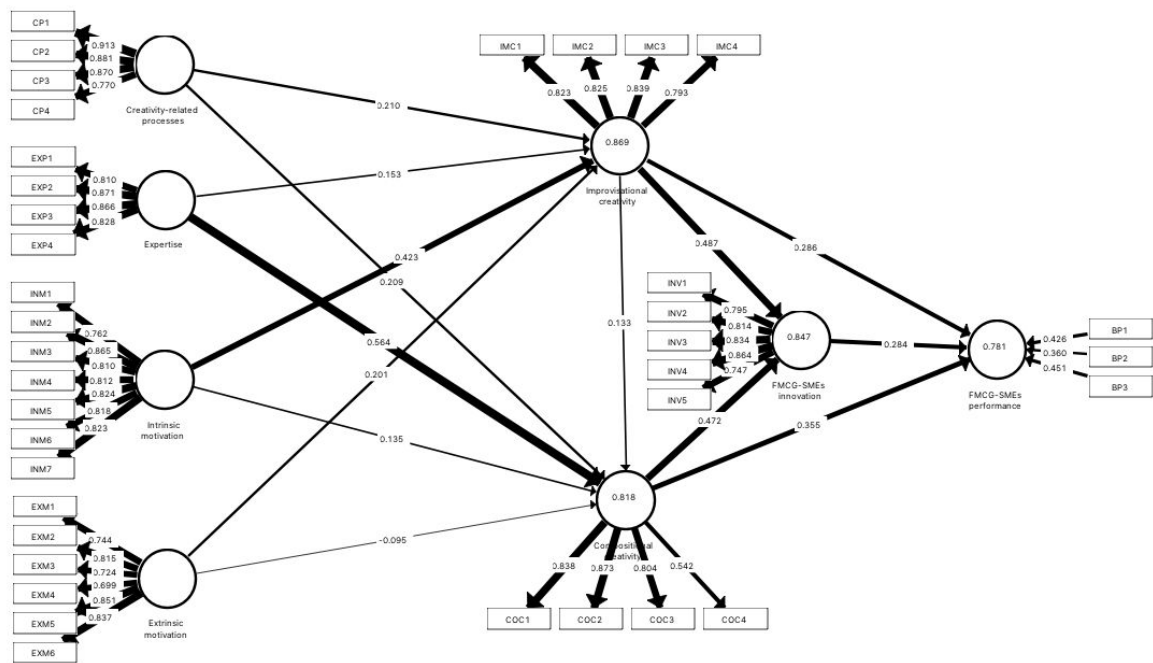 CP1
CP2
CP3
CP4
0.913
0.881
0.870
0.770
Creativity-related
processes
EXP1
EXP2
EXP3
EXP4
0.810
0.871
0.866
0.828
Expertise
INM1
INM2
INM3
INM4
INM5
INM6
INM7
0.762
0.865
0.810
0.812
0.824
0.818
0.823
Intrinsic
motivation
EXM1
EXM2
EXM3
EXM4
EXM5
EXM6
0.744
0.815
0.724
0.699
0.851
0.837
Extrinsic
motivation
0.210
0.153
0.423
0.209
0.564
0.201
0.135
-0.095
IMC1
IMC2
IMC3
IMC4
0.823
0.825
0.839
0.793
0.869
Improvisational
creativity
0.487
0.286
0.133
INV1
INV2
INV3
INV4
INV5
0.795
0.814
0.834
0.864
0.747
0.847
FMCG-SMEs
innovation
0.284
0.472
0.355
0.781
FMCG-SMEs
performance
0.426
0.360
0.451
BP1
BP2
BP3
0.818
Compositional
creativity
0.838
0.873
0.804
0.542
COC1
COC2
COC3
COC4